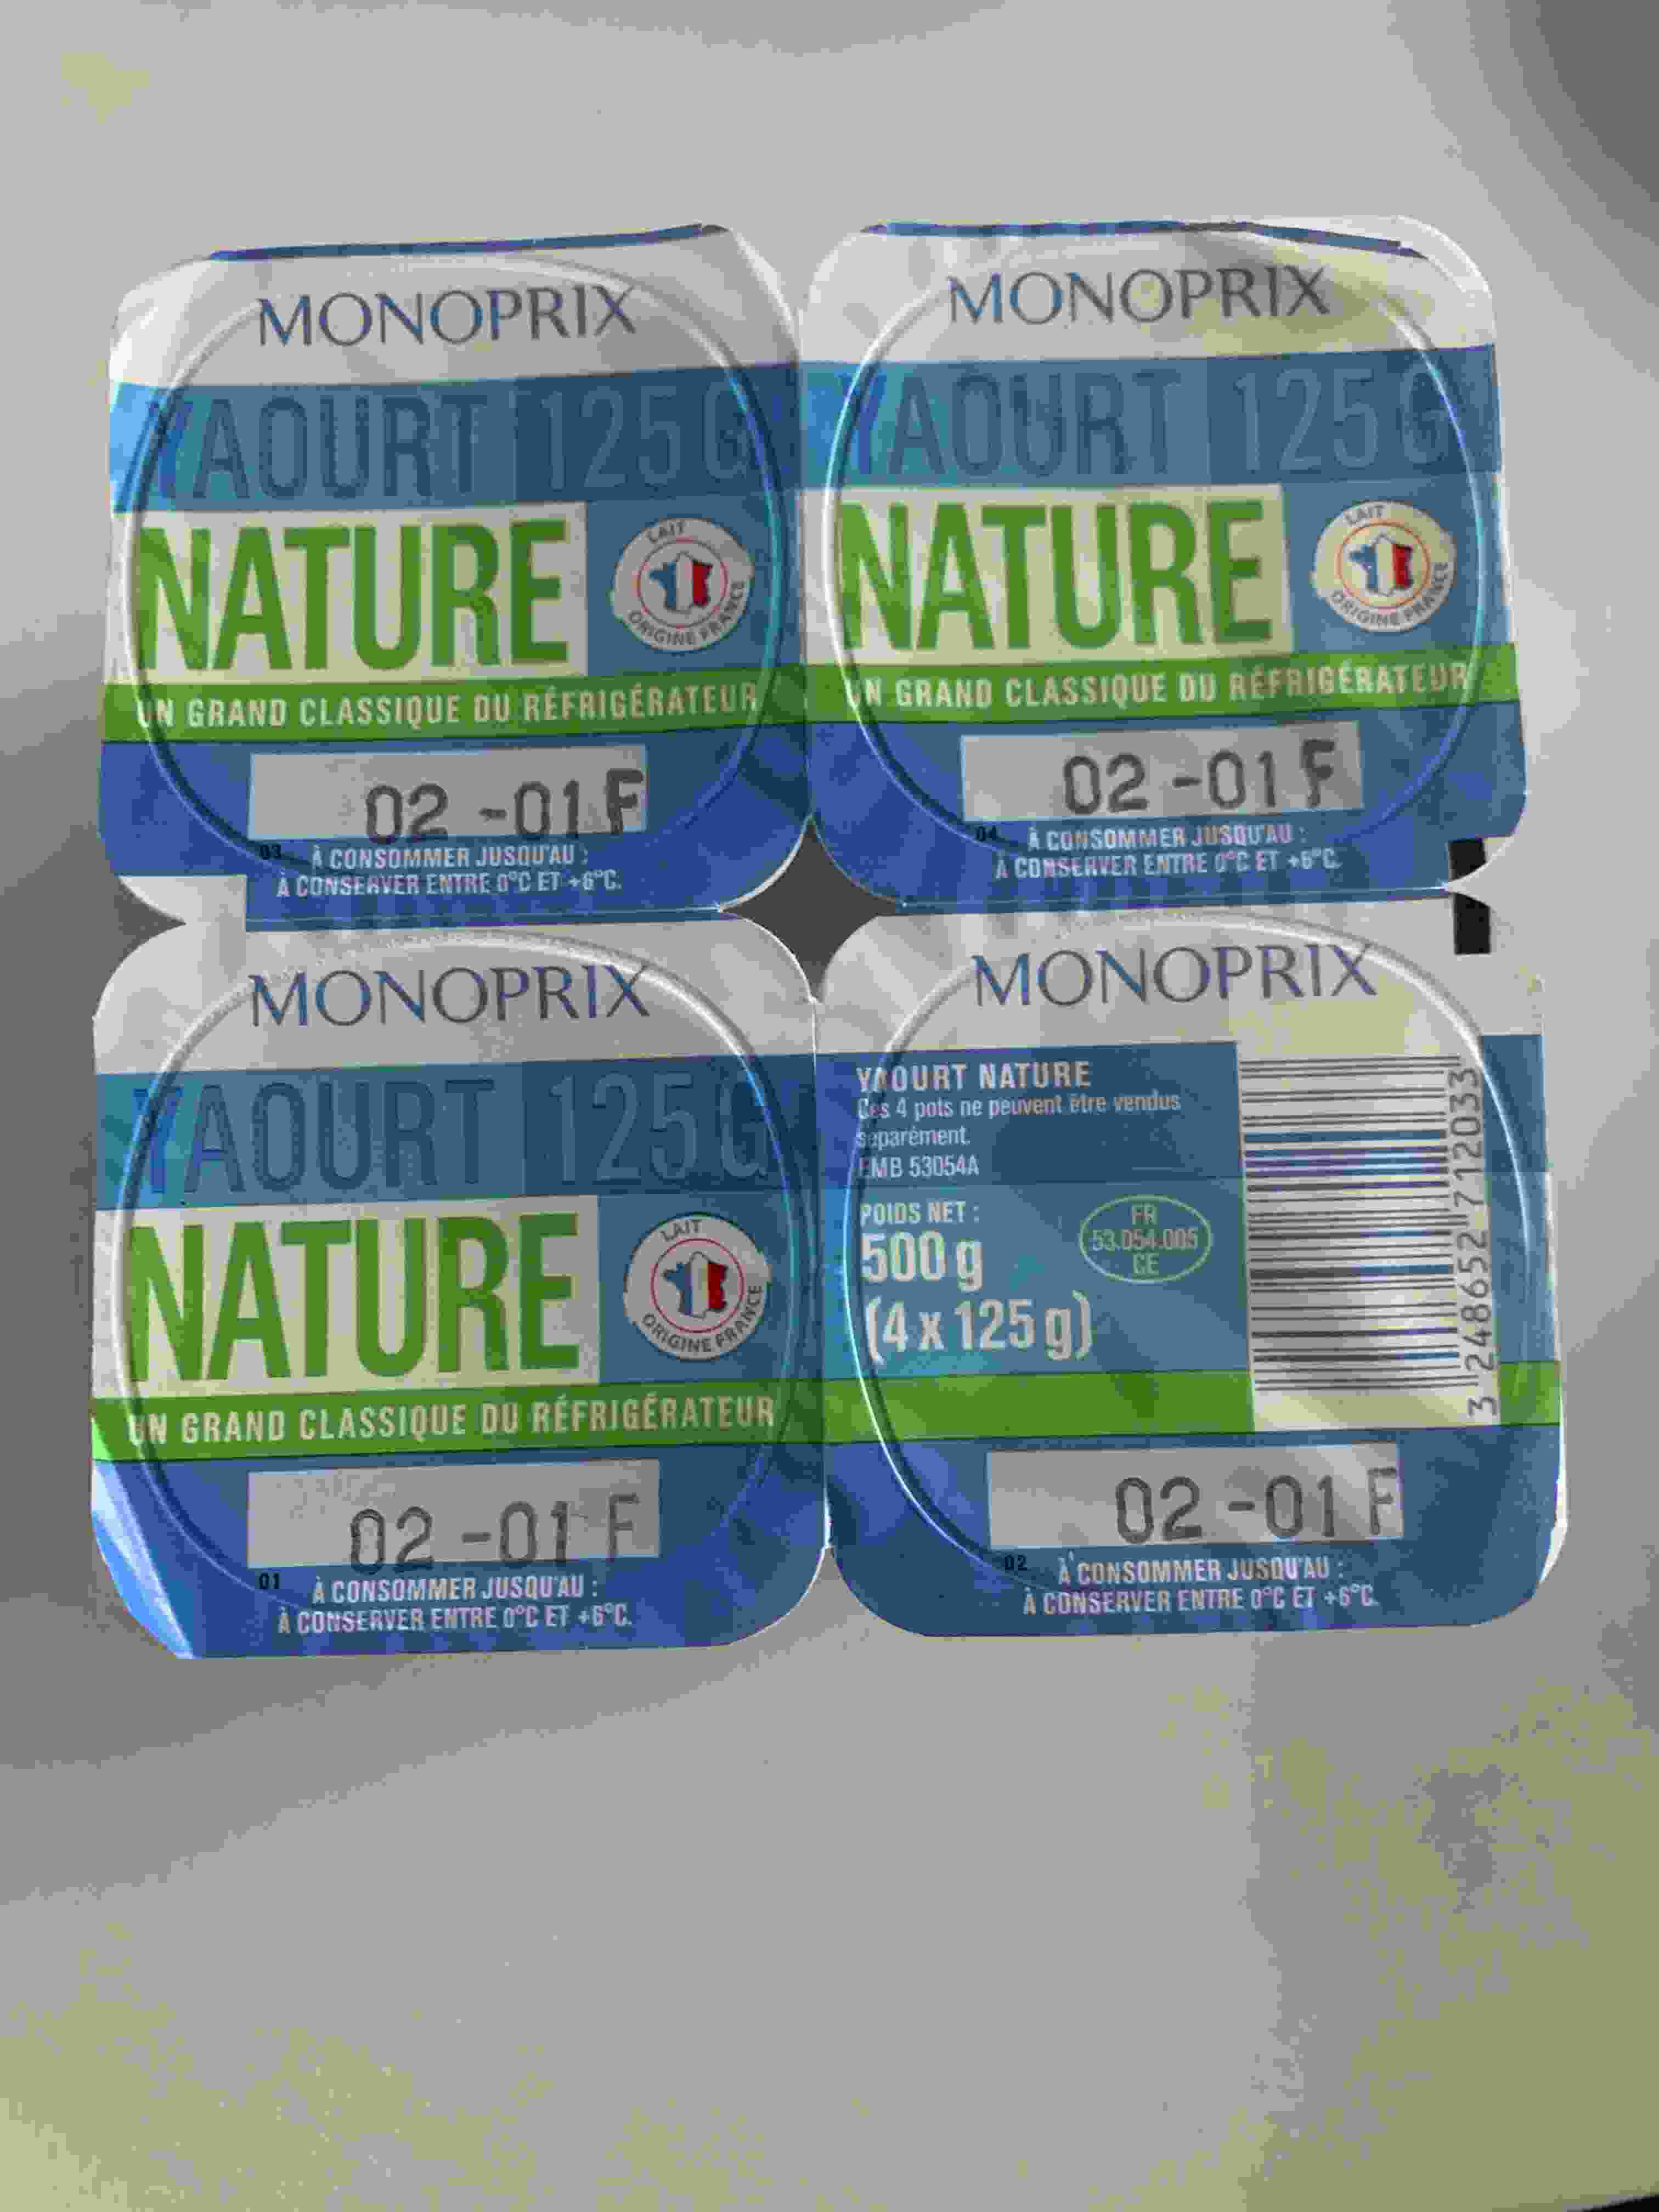 MONOPRIX
YAOURT 125G
NATURE
LAIT
ORIGINE FRANCE
UN GRAND CLASSIQUE DU RÉFRIGÉRATEUR
02-01 F
03
À CONSOMMER JUSQU'AU :
À CONSERVER ENTRE 0°C ET +6°C.
MONOPRIX
YAOURT 125G
NATURE
LAIT
ORIGINE FRANCE
UN GRAND CLASSIQUE DU RÉFRIGÉRATEUR
02-01 F
04
À CONSOMMER JUSQU'AU :
À CONSERVER ENTRE 0°C ET +6°C.
MONOPRIX
YAOURT 125G
NATURE
LAIT
ORIGINE FRANCE
UN GRAND CLASSIQUE DU RÉFRIGÉRATEUR
02-01 F
01
À CONSOMMER JUSQU'AU :
À CONSERVER ENTRE 0°C ET +6°C.
MONOPRIX
YAOURT NATURE
Ces 4 pots ne peuvent être vendus
séparément.
EMB 53054A
POIDS NET :
500 g
(4 x 125 g)
FR
53.054.005
CE
3 248652 712033
02-01 F
02
À CONSOMMER JUSQU'AU :
À CONSERVER ENTRE 0°C ET +6°C.